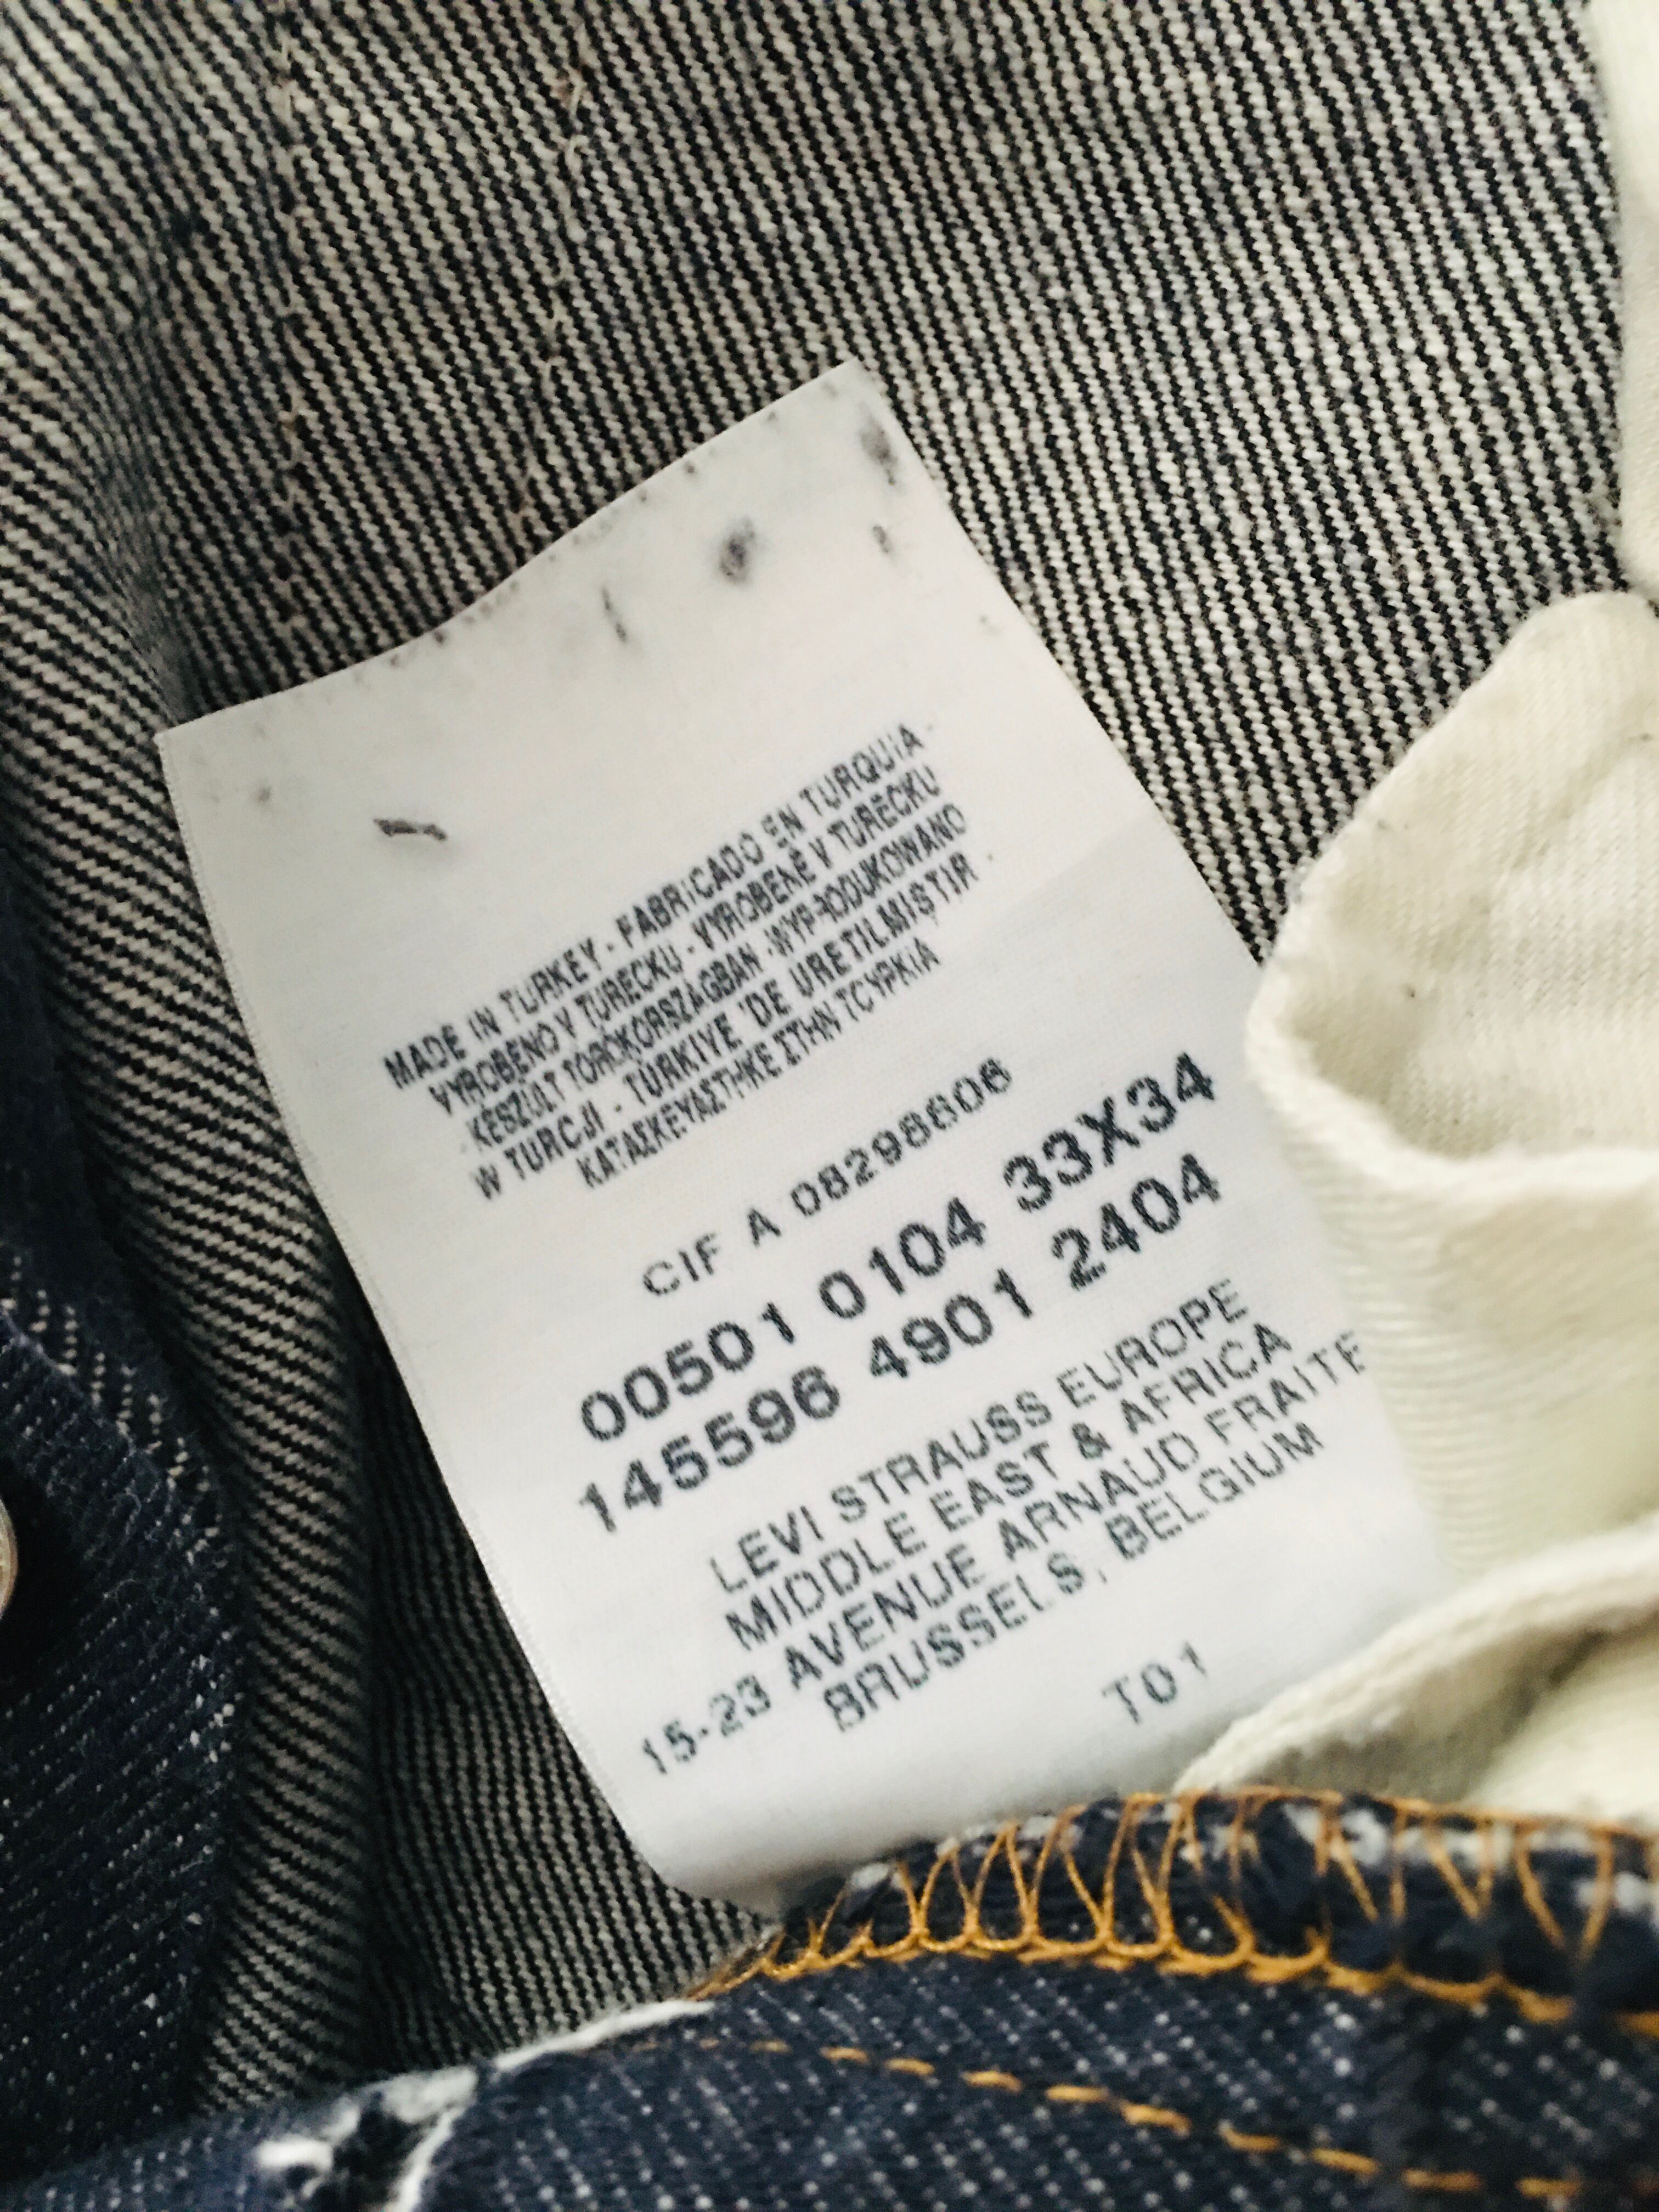 MADE IN TURKEY - FABRICADO EN TURQUIA -
VYROBENO V TURECKU - VYROBENÉ V TURECKU
KESZÜLT TÖRÖKORSZÁGBAN - WYPRODUKOWANO
W TURCJI - TÜRKIYE 'DE ÜRETILMIŞTIR -
ΚΑΤΑΣΚΕΥΑΣΤΗΚΕ ΣΤΗΝ ΤΟΥΡΚΙΑ
CIF A 08298606
00501 0104 33X34
145596 4901 2404
LEVI STRAUSS EUROPE
MIDDLE EAST & AFRICA
15-23 AVENUE ARNAUD FRAITE
BRUSSELS, BELGIUM
T01